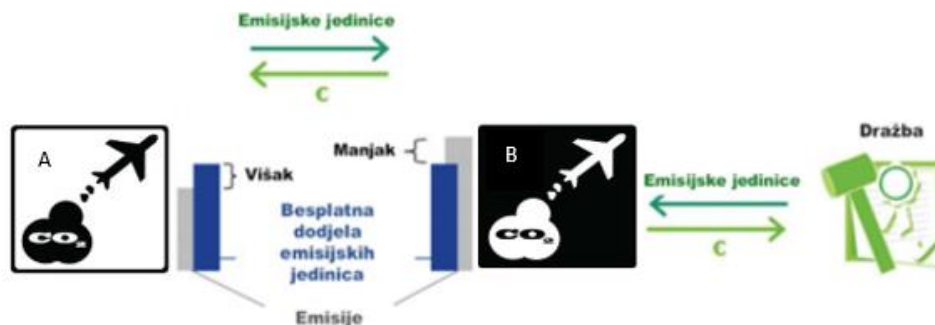 Emisijske jedinice
c
A
CO₂
Višak
Besplatna
dodjela
emisijskih
jedinica
Emisije
Manjak
B
CO₂
Emisijske jedinice
c
Dražba